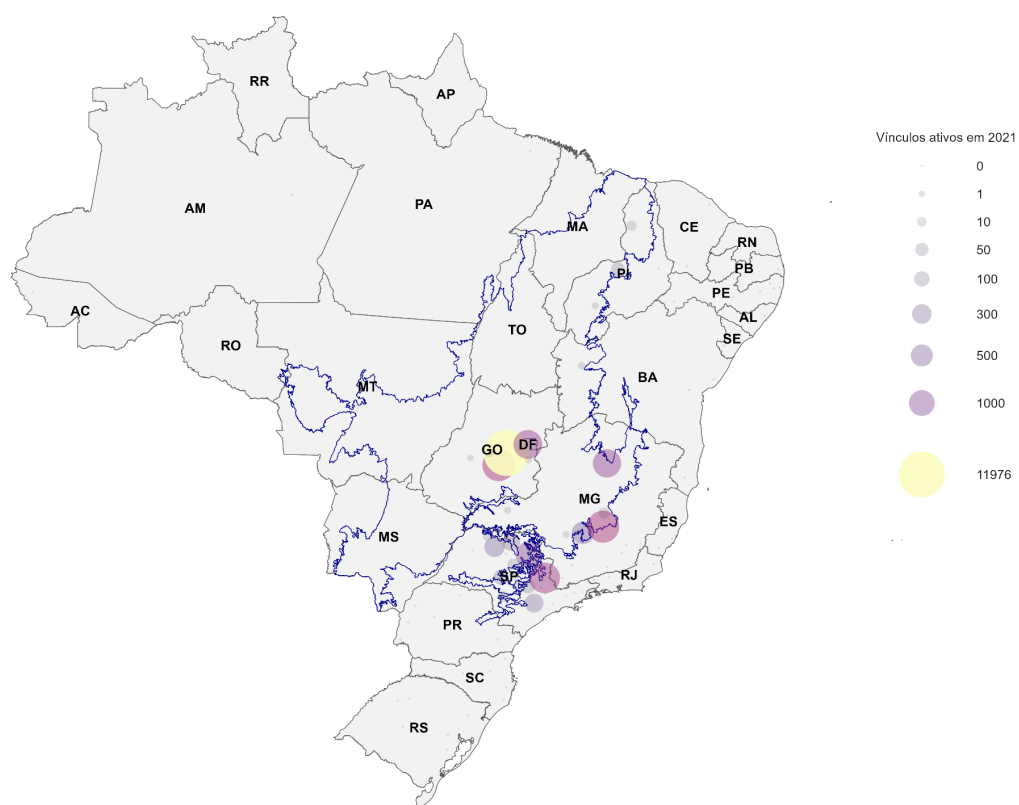 RR
AP
Vínculos ativos em 2021
0
1
AM
PA
MA
CE
10
RN
50
PB
PI
100
PE
AC
AL
300
TO
SE
RO
500
BA
MT
1000
GO
DF
11976
MG
ES
MS
SP
RJ
PR
SC
RS